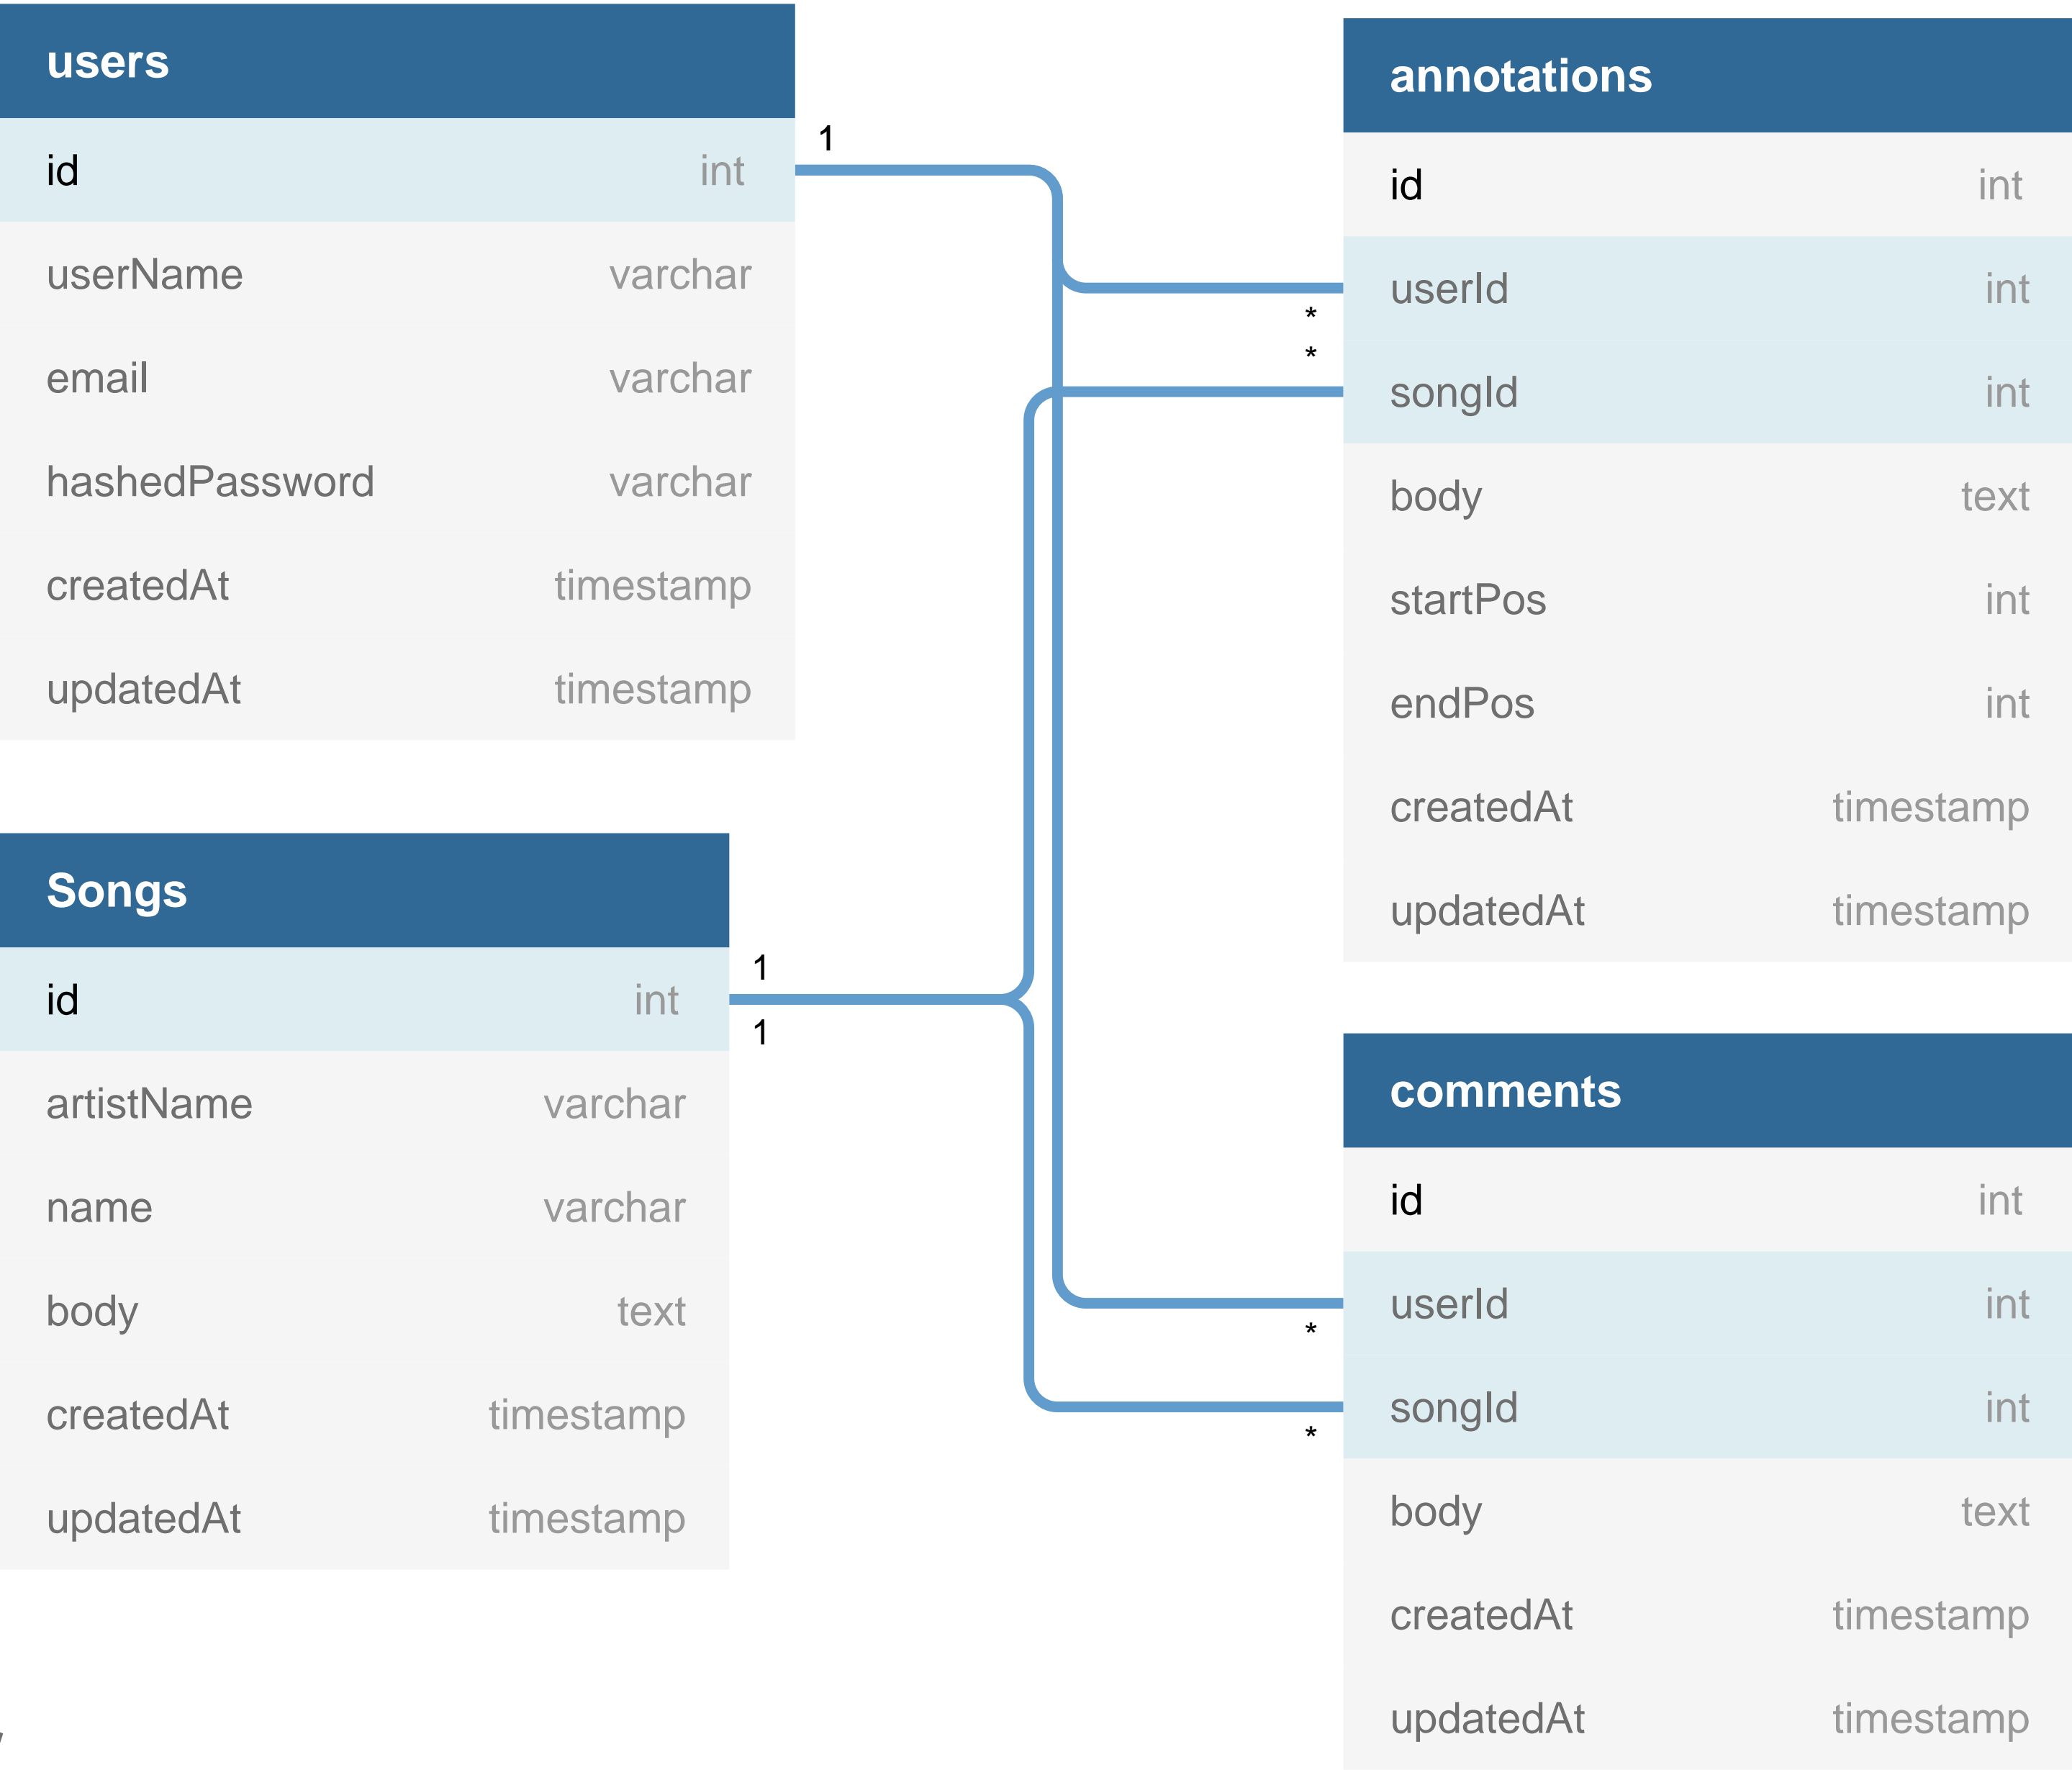 users
id int
userName varchar
email varchar
hashedPassword varchar
createdAt timestamp
updatedAt timestamp
1
Songs
id int
artistName varchar
name varchar
body text
createdAt timestamp
updatedAt timestamp
1
1
annotations
id int
userId int
songId int
body text
startPos int
endPos int
createdAt timestamp
updatedAt timestamp
*
*
comments
id int
userId int
songId int
body text
createdAt timestamp
updatedAt timestamp
*
*